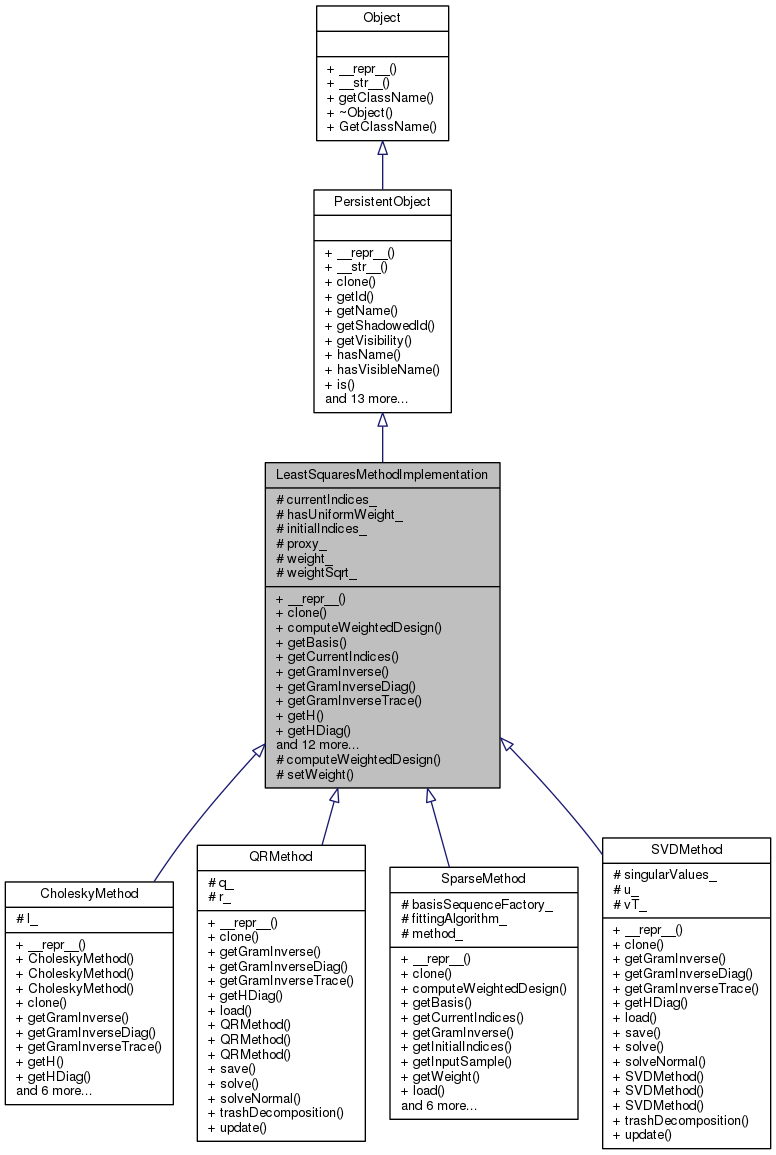 Object
+ __repr__()
+ __str__()
+ getClassName()
+ ~Object()
+ GetClassName()
PersistentObject
+ __repr__()
+ __str__()
+ clone()
+ getId()
+ getName()
+ getShadowedId()
+ getVisibility()
+ hasName()
+ hasVisibleName()
+ is()
and 13 more...
LeastSquaresMethodImplementation
# currentIndices_
# hasUniformWeight_
# initialIndices_
# proxy_
# weight_
# weightSqrt_
+ __repr__()
+ clone()
+ computeWeightedDesign()
+ getBasis()
+ getCurrentIndices()
+ getGramInverse()
+ getGramInverseDiag()
+ getGramInverseTrace()
+ getH()
+ getHDiag()
and 12 more...
# computeWeightedDesign()
# setWeight()
CholeskyMethod
# l_
+ __repr__()
+ CholeskyMethod()
+ CholeskyMethod()
+ CholeskyMethod()
+ clone()
+ getGramInverse()
+ getGramInverseDiag()
+ getGramInverseTrace()
+ getH()
+ getHDiag()
and 6 more...
QRMethod
# q_
# r_
+ __repr__()
+ clone()
+ getGramInverse()
+ getGramInverseDiag()
+ getGramInverseTrace()
+ getHDiag()
+ load()
+ QRMethod()
+ QRMethod()
+ QRMethod()
+ save()
+ solve()
+ solveNormal()
+ trashDecomposition()
+ update()
SparseMethod
# basisSequenceFactory_
# fittingAlgorithm_
# method_
+ __repr__()
+ clone()
+ computeWeightedDesign()
+ getBasis()
+ getCurrentIndices()
+ getGramInverse()
+ getInitialIndices()
+ getInputSample()
+ getWeight()
+ load()
and 6 more...
SVDMethod
# singularValues_
# u_
# vT_
+ __repr__()
+ clone()
+ getGramInverse()
+ getGramInverseDiag()
+ getGramInverseTrace()
+ getHDiag()
+ load()
+ save()
+ solve()
+ solveNormal()
+ SVDMethod()
+ SVDMethod()
+ SVDMethod()
+ trashDecomposition()
+ update()